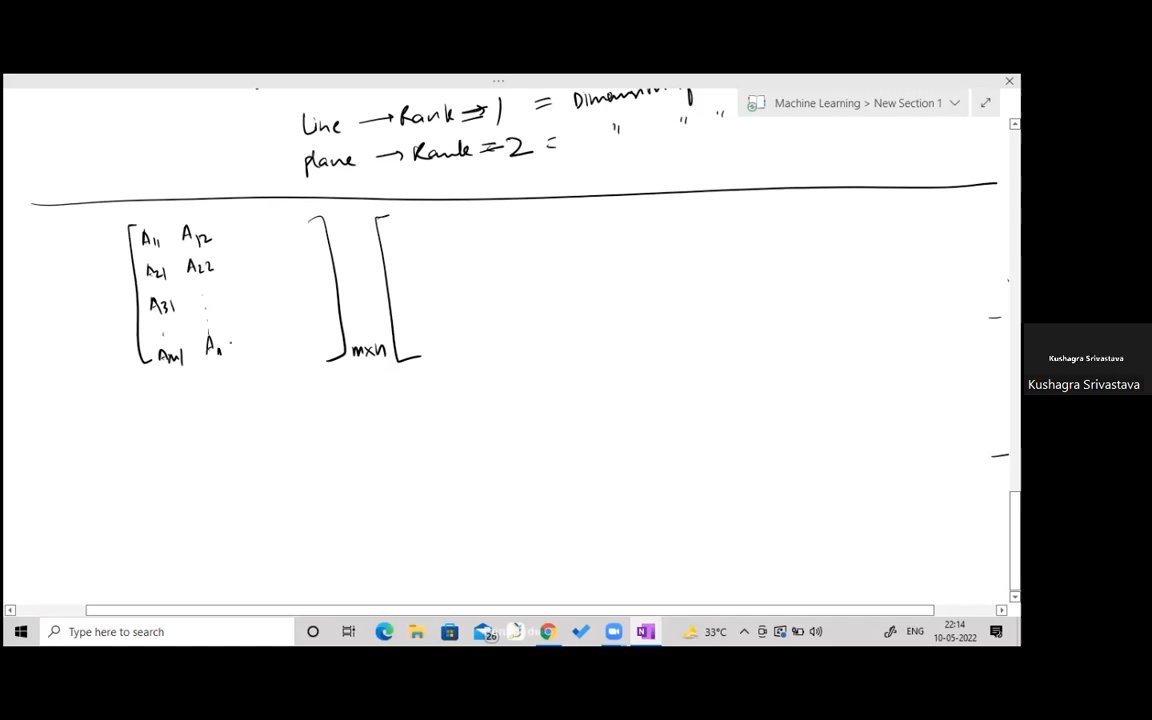 Line → Rank = 1 = Dimension
Machine Learning > New Section 1
plane → Rank = 2 = " " "
A11 A12
A21 A22
A31
Am1
m×n
Kushagra Srivastava
Kushagra Srivastava
Type here to search
26
33°C
ENG
22:14
10-05-2022